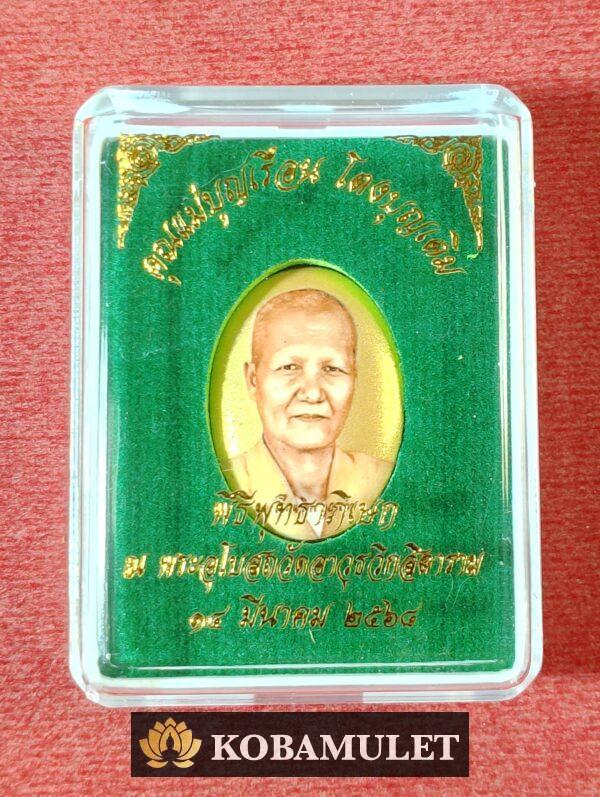 คุณแม่บุญเรือน โตงบุญเติม
พิธีพุทธาภิเษก
ณ พระอุโบสถวัดอาวุธวิกสิตาราม
๑๔ มีนาคม ๒๕๖๘
KOBAMULET